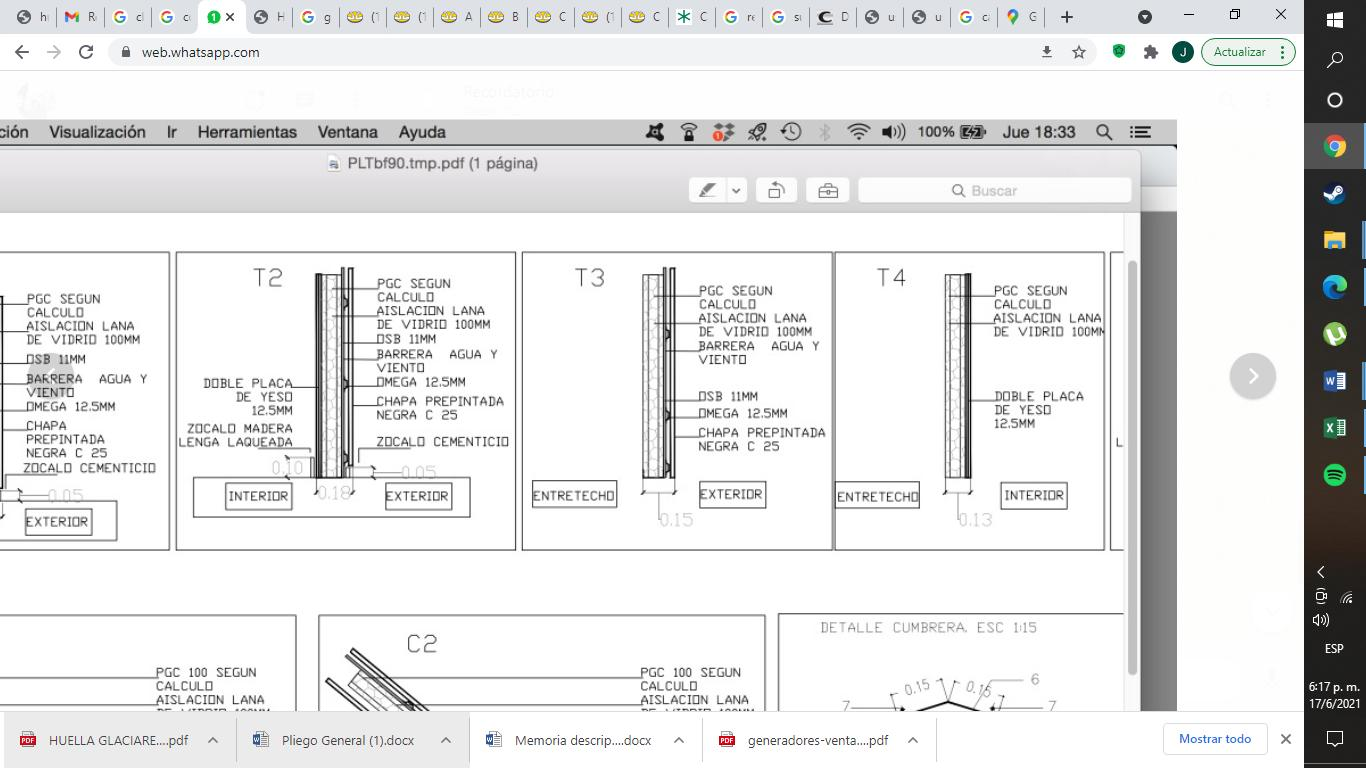 web.whatsapp.com
J
Actualizar
Recordatorio
ción Visualización Ir Herramientas Ventana Ayuda
1
100%
Jue 18:33
PLTbf90.tmp.pdf (1 página)
Buscar
PGC SEGUN
CALCULO
AISLACION LANA
DE VIDRIO 100MM
OSB 11MM
BARRERA AGUA Y
VIENTO
OMEGA 12.5MM
CHAPA
PREPINTADA
NEGRA C 25
ZOCALO CEMENTICIO
0.05
EXTERIOR
T2
PGC SEGUN
CALCULO
AISLACION LANA
DE VIDRIO 100MM
OSB 11MM
BARRERA AGUA Y
VIENTO
OMEGA 12.5MM
CHAPA PREPINTADA
NEGRA C 25
ZOCALO CEMENTICIO
DOBLE PLACA
DE YESO
12.5MM
ZOCALO MADERA
LENGA LAQUEADA
0.10
0.05
0.18
INTERIOR
EXTERIOR
T3
PGC SEGUN
CALCULO
AISLACION LANA
DE VIDRIO 100MM
BARRERA AGUA Y
VIENTO
OSB 11MM
OMEGA 12.5MM
CHAPA PREPINTADA
NEGRA C 25
ENTRETECHO
EXTERIOR
0.15
T4
PGC SEGUN
CALCULO
AISLACION LANA
DE VIDRIO 100MM
DOBLE PLACA
DE YESO
12.5MM
ENTRETECHO
INTERIOR
0.13
L
PGC 100 SEGUN
CALCULO
AISLACION LANA
DE VIDRIO 100MM
C2
PGC 100 SEGUN
CALCULO
AISLACION LANA
DE VIDRIO 100MM
DETALLE CUMBRERA. ESC 1:15
0.15
0.15
6
7
7
HUELLA GLACIARE....pdf
Pliego General (1).docx
Memoria descrip....docx
generadores-venta....pdf
Mostrar todo
ESP
6:17 p. m.
17/6/2021